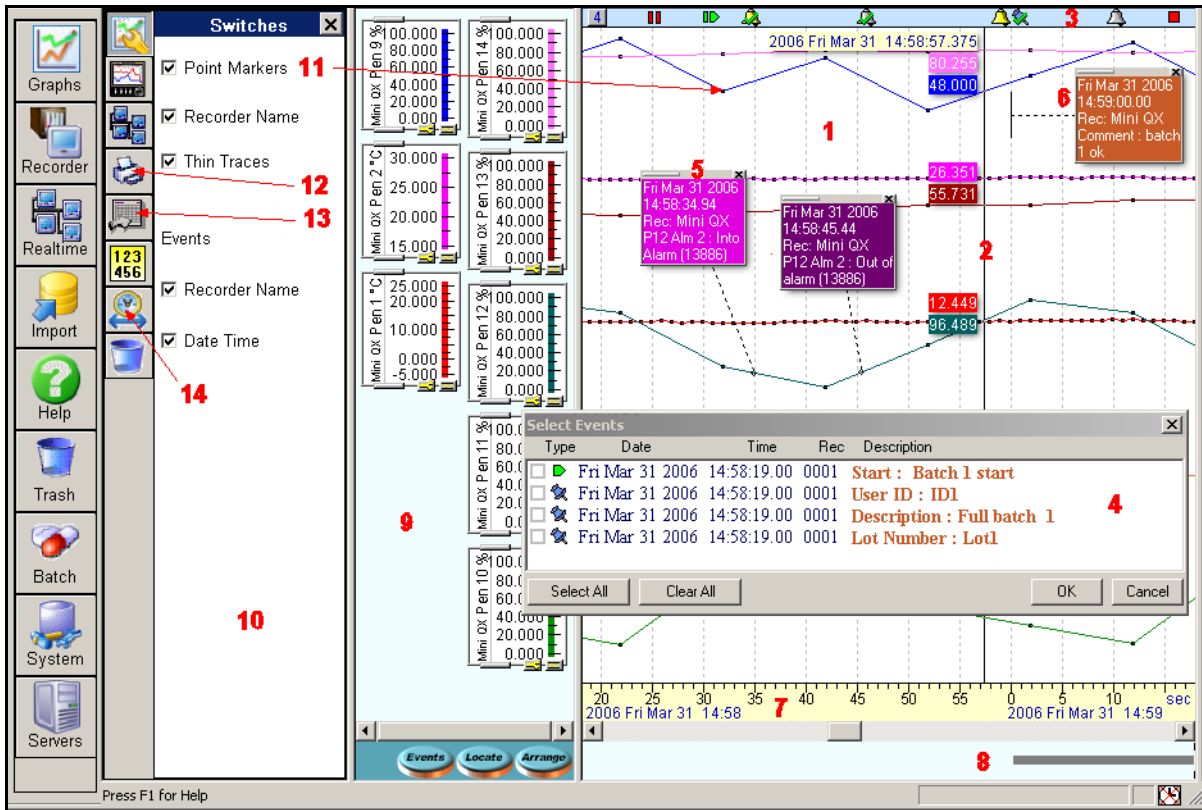 Graphs
Recorder
Realtime
Import
Help
Trash
Batch
System
Servers
123
456
Switches
Point Markers
11
Recorder Name
Thin Traces
12
13
Events
Recorder Name
Date Time
14
10
Mini QX Pen 9 %
100.000
80.000
60.000
40.000
20.000
0.000
Mini QX Pen 14 %
100.000
80.000
60.000
40.000
20.000
0.000
Mini QX Pen 2 °C
30.000
25.000
20.000
15.000
Mini QX Pen 13 %
100.000
80.000
60.000
40.000
20.000
0.000
Mini QX Pen 1 °C
25.000
20.000
10.000
0.000
-5.000
Mini QX Pen 12 %
100.000
80.000
60.000
40.000
20.000
0.000
Mini QX Pen 11 %
100.0
80.0
60.0
40.0
20.0
0.0
Mini QX Pen 10 %
100.0
80.0
60.0
40.000
20.000
0.000
9
Events
Locate
Arrange
4
3
2006 Fri Mar 31 14:58:57.375
80.255
48.000
1
6
Fri Mar 31 2006
14:59:00.00
Rec: Mini QX
Comment : batch
1 ok
5
Fri Mar 31 2006
14:58:34.94
Rec: Mini QX
P12 Alm 2 : Into
Alarm (13886)
Fri Mar 31 2006
14:58:45.44
Rec: Mini QX
P12 Alm 2 : Out of
alarm (13886)
26.351
55.731
2
12.449
96.489
Select Events
Type Date Time Rec Description
Fri Mar 31 2006 14:58:19.00 0001 Start : Batch 1 start
Fri Mar 31 2006 14:58:19.00 0001 User ID : ID1
Fri Mar 31 2006 14:58:19.00 0001 Description : Full batch 1
Fri Mar 31 2006 14:58:19.00 0001 Lot Number : Lot1
4
Select All Clear All OK Cancel
20 25 30 35 40 45 50 55 0 5 10 sec
2006 Fri Mar 31 14:58 7 2006 Fri Mar 31 14:59
8
Press F1 for Help